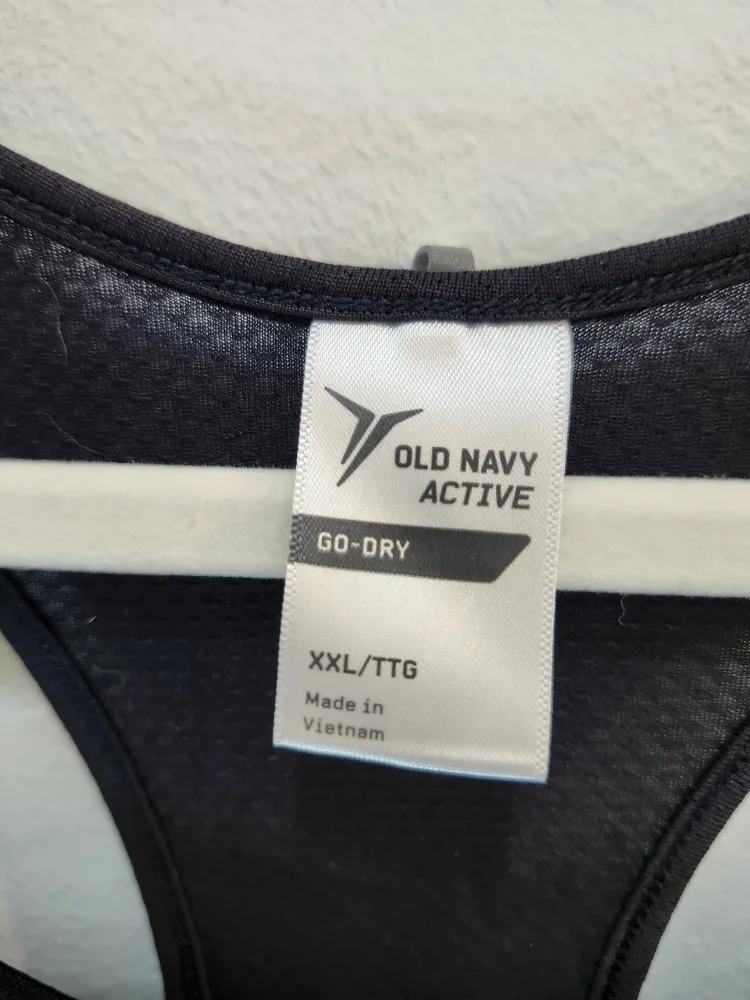 OLD NAVY
ACTIVE
GO-DRY
XXL/TTG
Made in
Vietnam